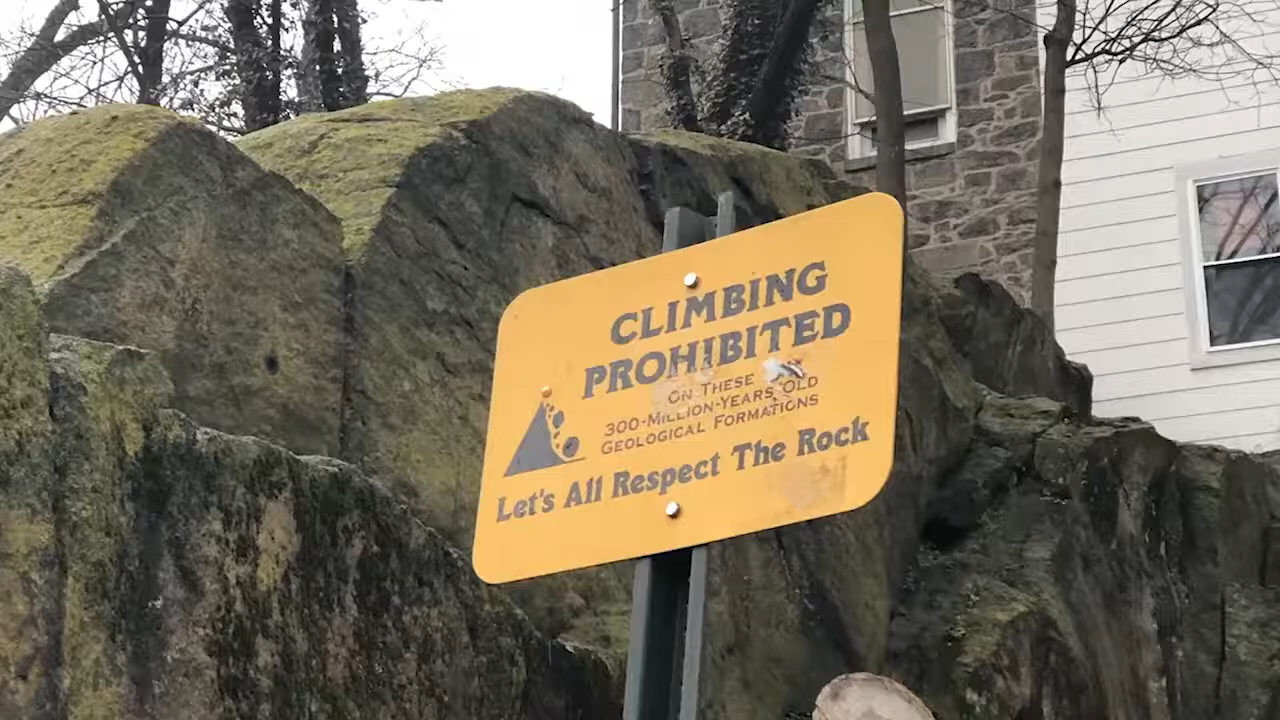 CLIMBING
PROHIBITED
ON THESE
300-MILLION-YEARS OLD
GEOLOGICAL FORMATIONS
Let's All Respect The Rock